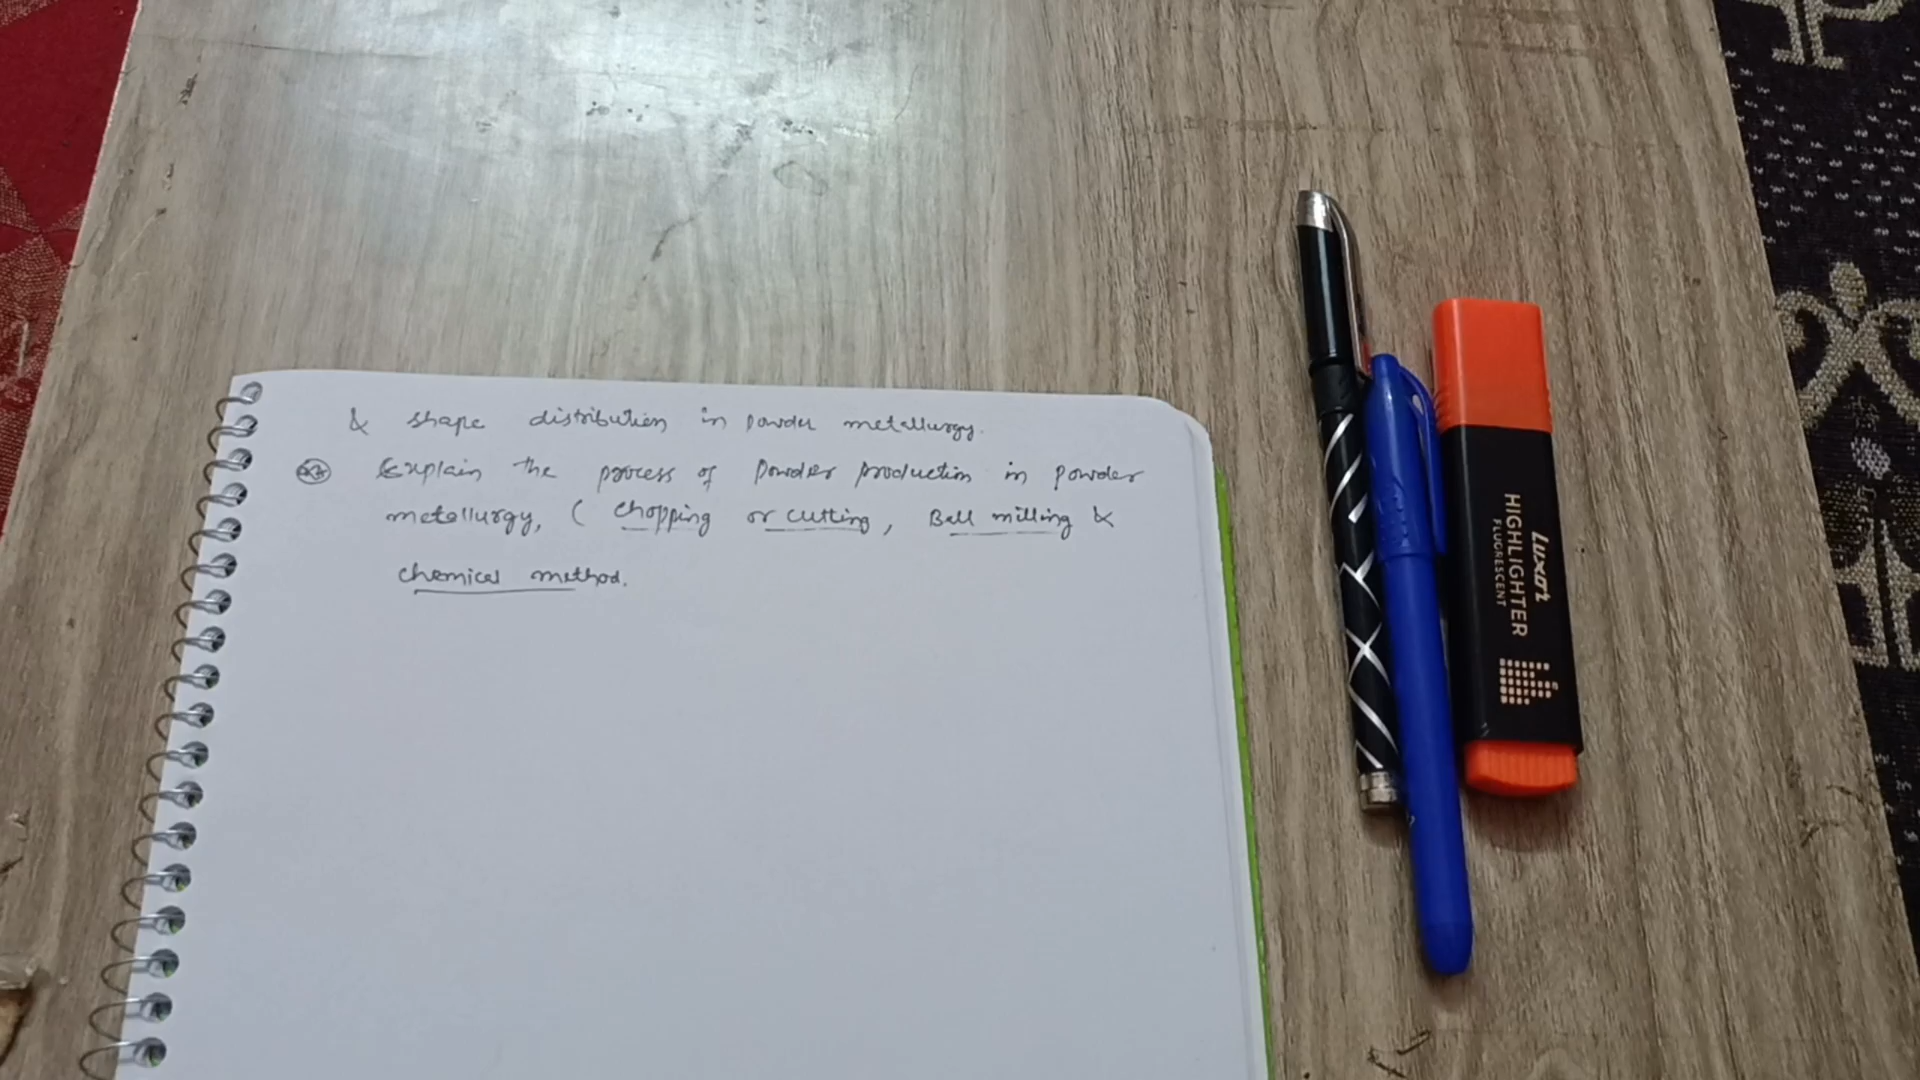 & shape distribution in powder metallurgy.
Explain the process of Powder production in powder
metallurgy, ( chopping or cutting, Ball milling &
chemical method.
Luxor
HIGHLIGHTER
FLUORESCENT